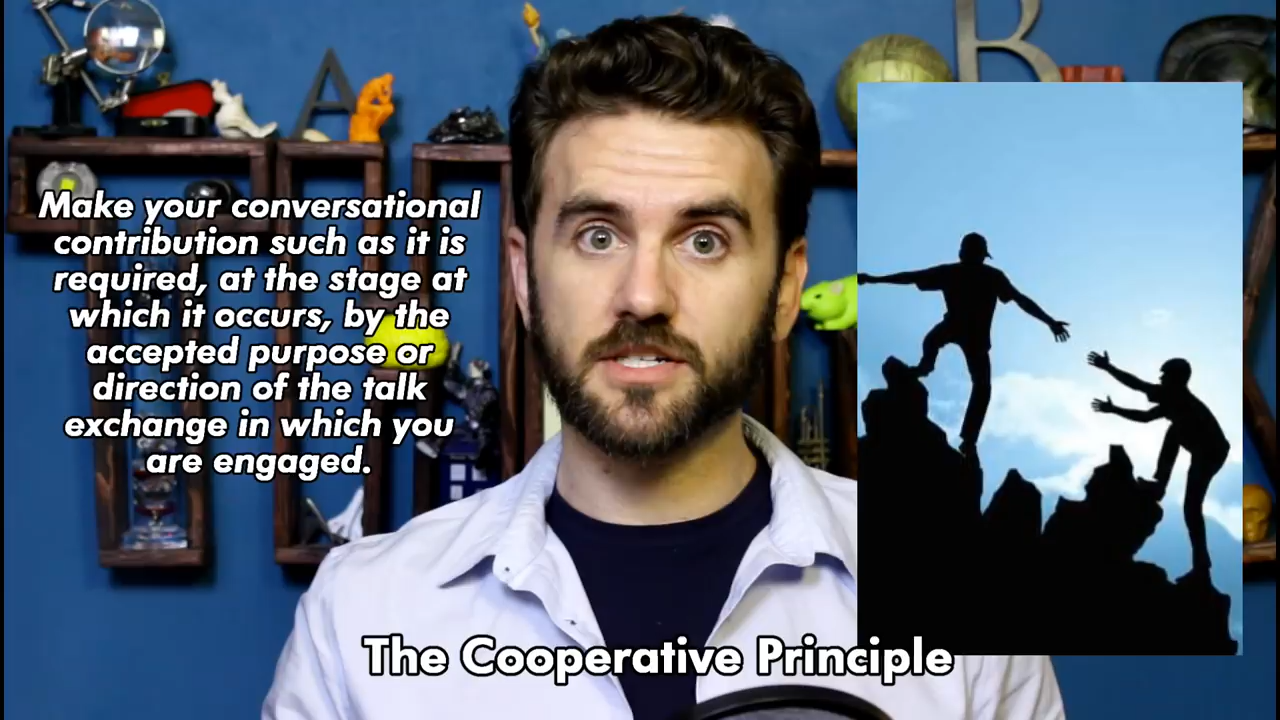 A
B
Make your conversational
contribution such as it is
required, at the stage at
which it occurs, by the
accepted purpose or
direction of the talk
exchange in which you
are engaged.
The Cooperative Principle